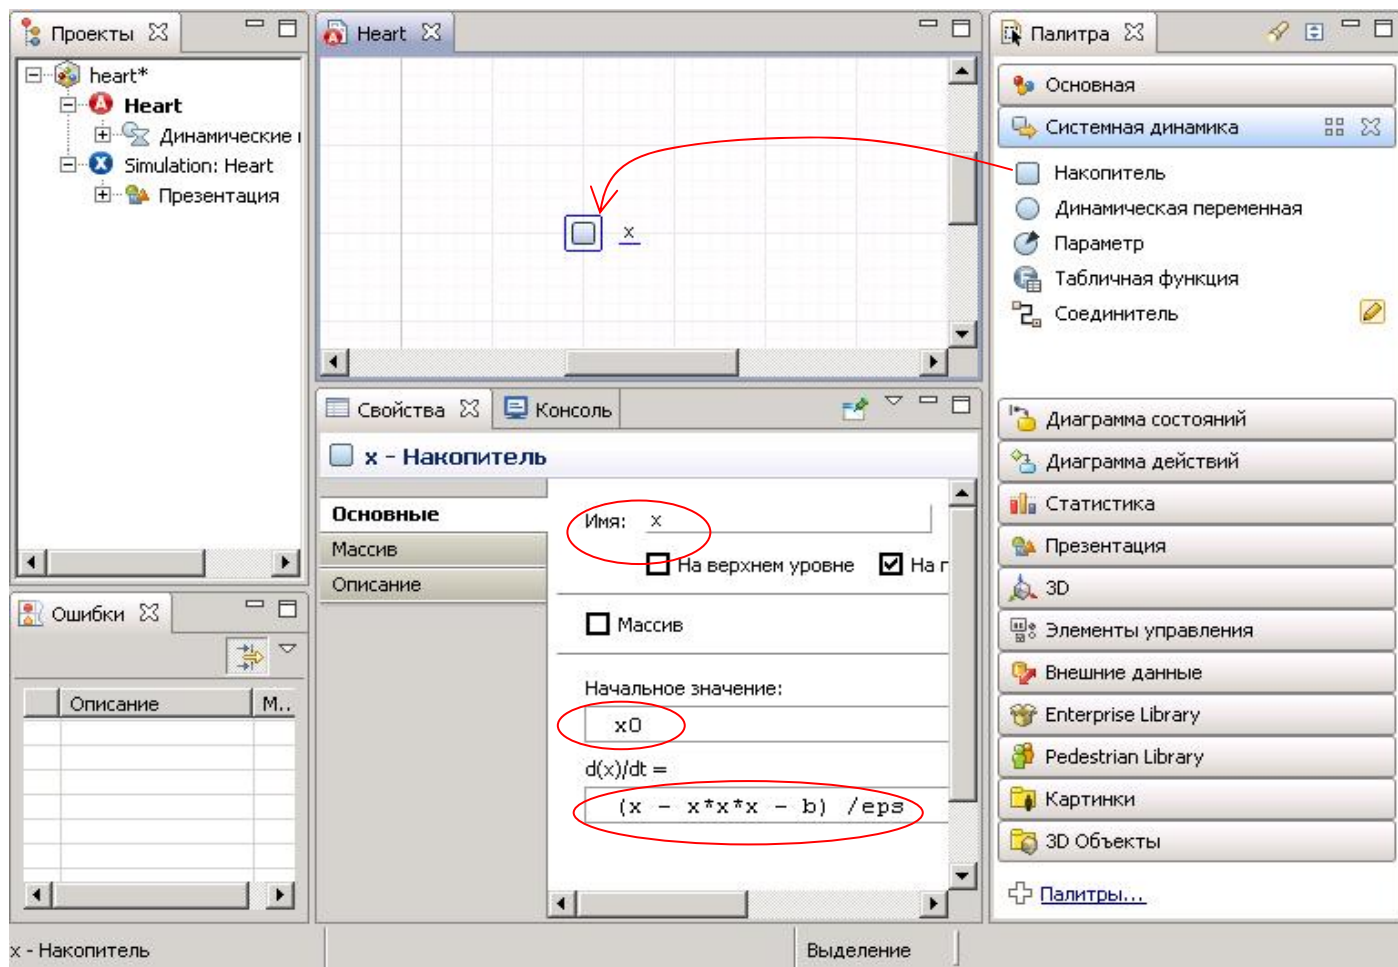 Проекты
heart*
Heart
Динамические
Simulation: Heart
Презентация
Ошибки
Описание
М..
Heart
x
Свойства
Консоль
x - Накопитель
Основные
Массив
Описание
Имя: x
На верхнем уровне
На
Массив
Начальное значение:
x0
d(x)/dt =
(x - x*x*x - b) /eps
Палитра
Основная
Системная динамика
Накопитель
Динамическая переменная
Параметр
Табличная функция
Соединитель
Диаграмма состояний
Диаграмма действий
Статистика
Презентация
3D
Элементы управления
Внешние данные
Enterprise Library
Pedestrian Library
Картинки
3D Объекты
Палитры...
x - Накопитель
Выделение